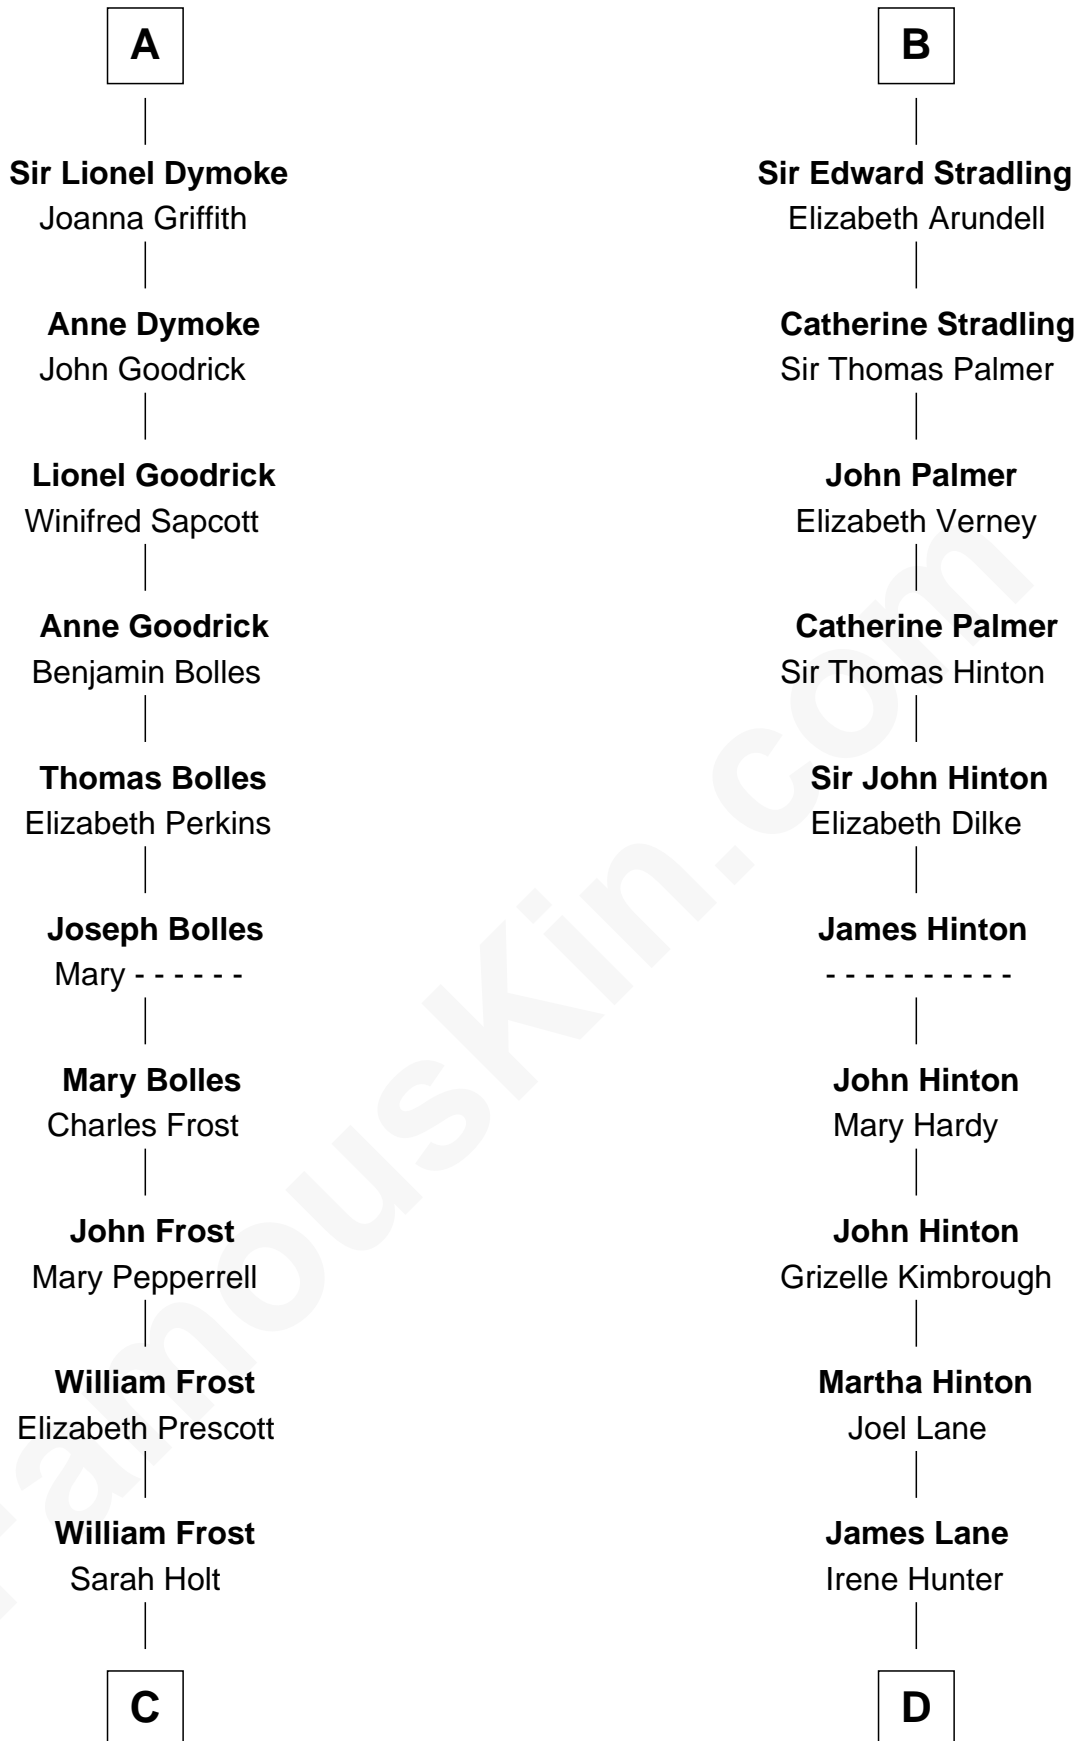 A
Sir Lionel Dymoke
Joanna Griffith
Anne Dymoke
John Goodrick
Lionel Goodrick
Winifred Sapcott
Anne Goodrick
Benjamin Bolles
Thomas Bolles
Elizabeth Perkins
Joseph Bolles
Mary - - - - - -
Mary Bolles
Charles Frost
John Frost
Mary Pepperrell
William Frost
Elizabeth Prescott
William Frost
Sarah Holt
C
B
Sir Edward Stradling
Elizabeth Arundell
Catherine Stradling
Sir Thomas Palmer
John Palmer
Elizabeth Verney
Catherine Palmer
Sir Thomas Hinton
Sir John Hinton
Elizabeth Dilke
James Hinton
- - - - - - - - - -
John Hinton
Mary Hardy
John Hinton
Grizelle Kimbrough
Martha Hinton
Joel Lane
James Lane
Irene Hunter
D
FamousKin.com